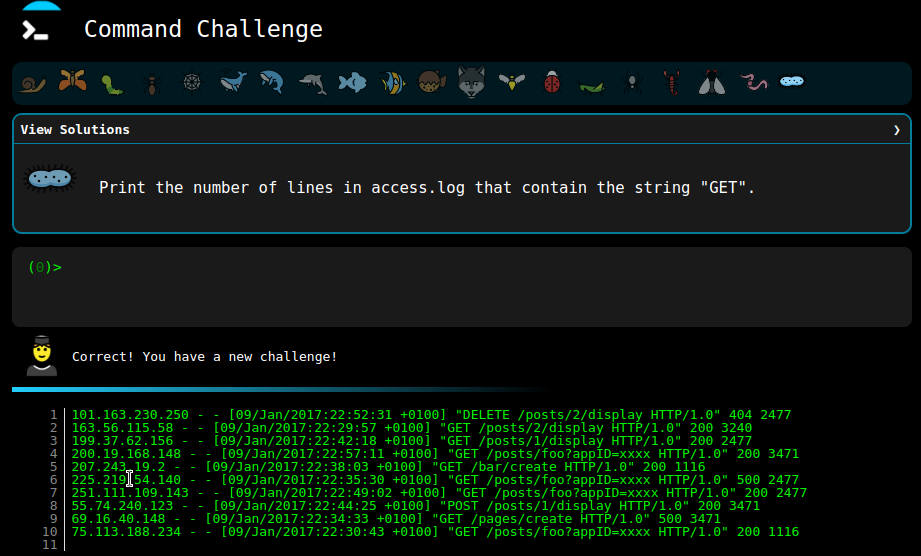 Command Challenge
View Solutions ❯
Print the number of lines in access.log that contain the string "GET".
(0)>
Correct! You have a new challenge!
1 101.163.230.250 - - [09/Jan/2017:22:52:31 +0100] "DELETE /posts/2/display HTTP/1.0" 404 2477
2 163.56.115.58 - - [09/Jan/2017:22:29:57 +0100] "GET /posts/2/display HTTP/1.0" 200 3240
3 199.37.62.156 - - [09/Jan/2017:22:42:18 +0100] "GET /posts/1/display HTTP/1.0" 200 2477
4 200.19.168.148 - - [09/Jan/2017:22:57:11 +0100] "GET /posts/foo?appID=xxxx HTTP/1.0" 200 3471
5 207.243.19.2 - - [09/Jan/2017:22:38:03 +0100] "GET /bar/create HTTP/1.0" 200 1116
6 225.219.54.140 - - [09/Jan/2017:22:35:30 +0100] "GET /posts/foo?appID=xxxx HTTP/1.0" 500 2477
7 251.111.109.143 - - [09/Jan/2017:22:49:02 +0100] "GET /posts/foo?appID=xxxx HTTP/1.0" 200 2477
8 55.74.240.123 - - [09/Jan/2017:22:44:25 +0100] "POST /posts/1/display HTTP/1.0" 200 3471
9 69.16.40.148 - - [09/Jan/2017:22:34:33 +0100] "GET /pages/create HTTP/1.0" 500 3471
10 75.113.188.234 - - [09/Jan/2017:22:30:43 +0100] "GET /posts/foo?appID=xxxx HTTP/1.0" 200 1116
11